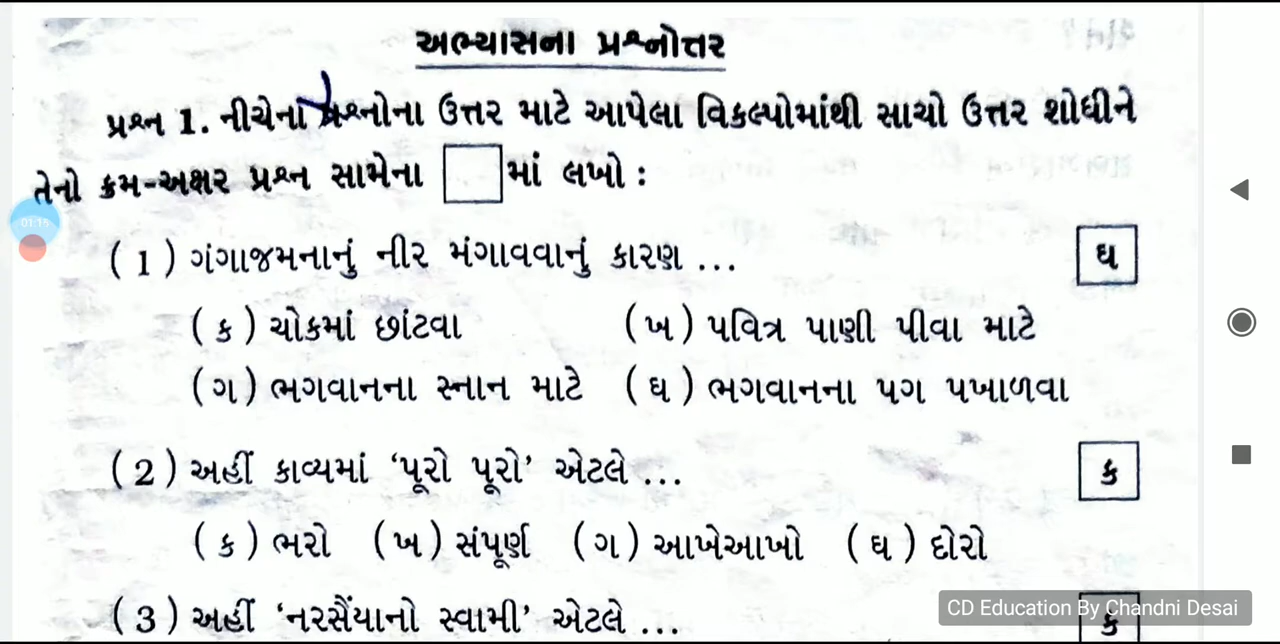 અભ્યાસના પ્રશ્નોત્તર
પ્રશ્ન 1. નીચેના પ્રશ્નોના ઉત્તર માટે આપેલા વિકલ્પોમાંથી સાચો ઉત્તર શોધીને
તેનો ક્રમ-અક્ષર પ્રશ્ન સામેના માં લખો :
01:15
(1) ગંગાજમનાનું નીર મંગાવવાનું કારણ ... ઘ
(ક) ચોકમાં છાંટવા (ખ) પવિત્ર પાણી પીવા માટે
(ગ) ભગવાનના સ્નાન માટે (ઘ) ભગવાનના પગ પખાળવા
(2) અહીં કાવ્યમાં ‘પૂરો પૂરો’ એટલે ... ક
(ક) ભરો (ખ) સંપૂર્ણ (ગ) આખેઆખો (ઘ) દોરો
(3) અહીં ‘નરસૈંયાનો સ્વામી’ એટલે ... ક
CD Education By Chandni Desai